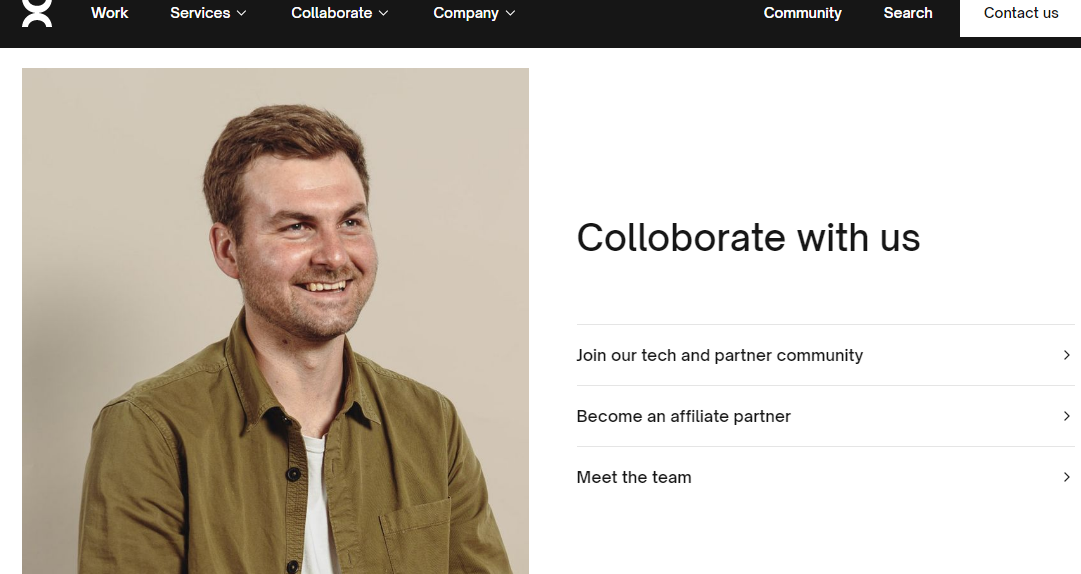 Work Services Collaborate Company Community Search Contact us
Colloborate with us
Join our tech and partner community
Become an affiliate partner
Meet the team